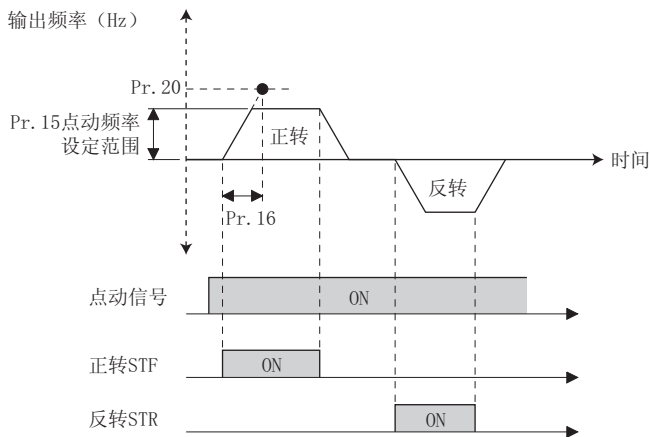 输出频率（Hz）
Pr.20
Pr.15点动频率
设定范围
正转
时间
反转
Pr.16
点动信号
ON
正转STF
ON
反转STR
ON